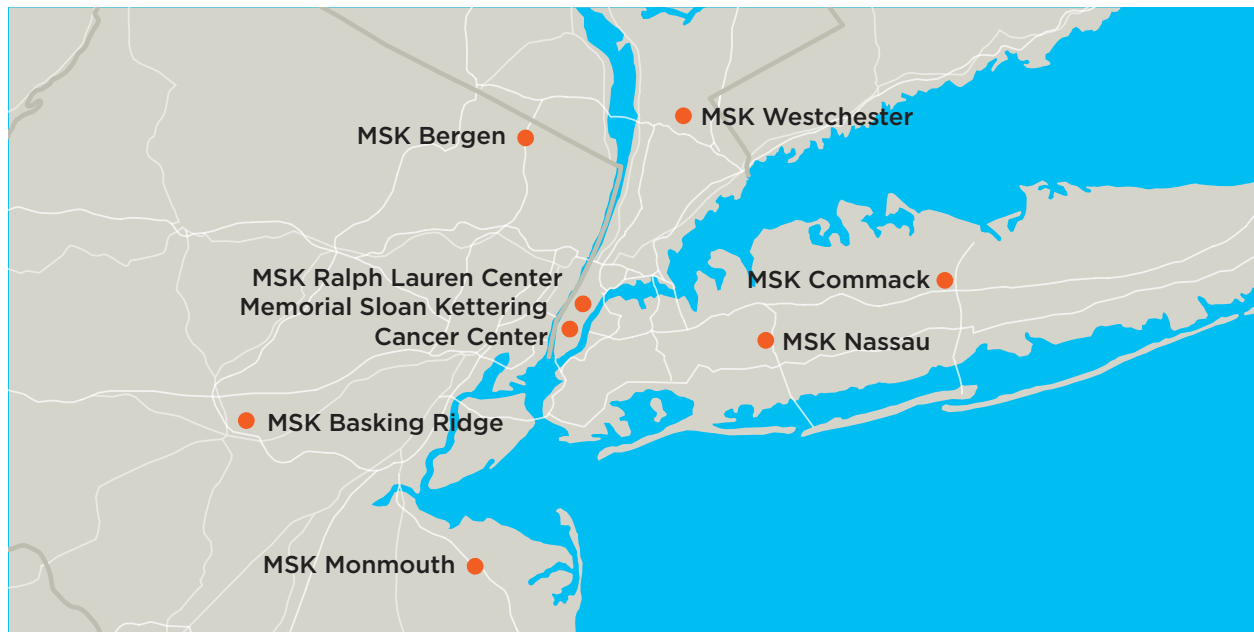 MSK Westchester
MSK Bergen
MSK Ralph Lauren Center
Memorial Sloan Kettering
Cancer Center
MSK Commack
MSK Nassau
MSK Basking Ridge
MSK Monmouth